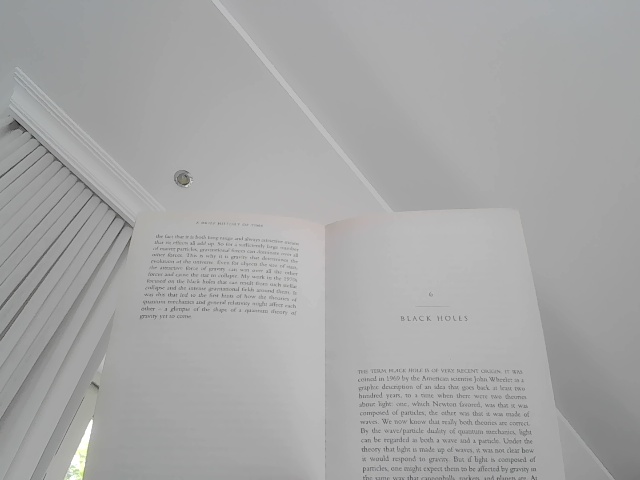 A BRIEF HISTORY OF TIME
the fact that it is both long range and always attractive means
that its effects all add up. So for a sufficiently large number
of matter particles, gravitational forces can dominate over all
other forces. This is why it is gravity that determines the
evolution of the universe. Even for objects the size of stars,
the attractive force of gravity can win over all the other
forces and cause the star to collapse. My work in the 1970s
focused on the black holes that can result from such stellar
collapse and the intense gravitational fields around them. It
was this that led to the first hints of how the theories of
quantum mechanics and general relativity might affect each
other – a glimpse of the shape of a quantum theory of
gravity yet to come.
6
BLACK HOLES
THE TERM BLACK HOLE IS OF VERY RECENT ORIGIN. IT WAS
coined in 1969 by the American scientist John Wheeler as a
graphic description of an idea that goes back at least two
hundred years, to a time when there were two theories
about light: one, which Newton favored, was that it was
composed of particles; the other was that it was made of
waves. We now know that really both theories are correct.
By the wave/particle duality of quantum mechanics, light
can be regarded as both a wave and a particle. Under the
theory that light is made up of waves, it was not clear how
it would respond to gravity. But if light is composed of
particles, one might expect them to be affected by gravity in
the same way that cannonballs, rockets, and planets are. At